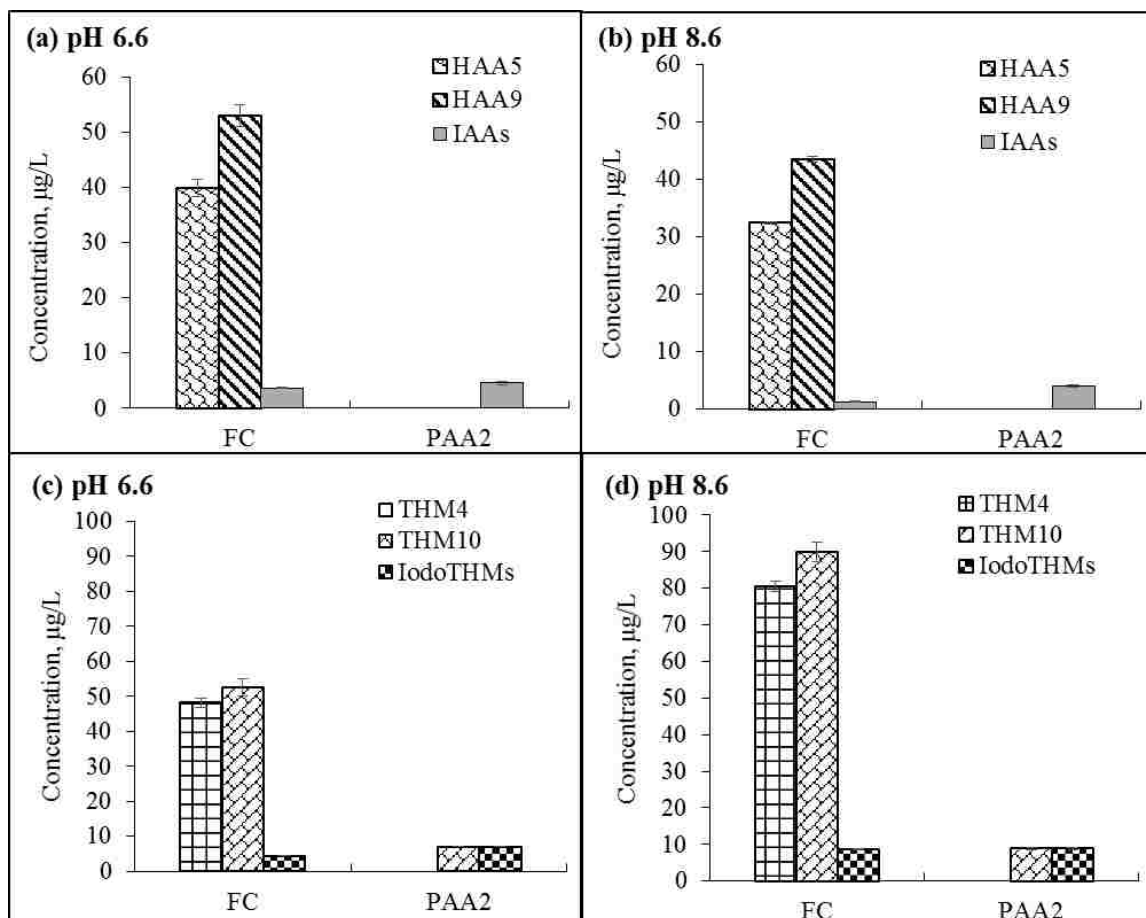 (a) pH 6.6
HAA5
HAA9
IAAs
Concentration, µg/L
60
50
40
30
20
10
0
FC PAA2
(b) pH 8.6
HAA5
HAA9
IAAs
Concentration, µg/L
60
50
40
30
20
10
0
FC PAA2
(c) pH 6.6
THM4
THM10
IodoTHMs
Concentration, µg/L
100
90
80
70
60
50
40
30
20
10
0
FC PAA2
(d) pH 8.6
THM4
THM10
IodoTHMs
Concentration, µg/L
100
90
80
70
60
50
40
30
20
10
0
FC PAA2